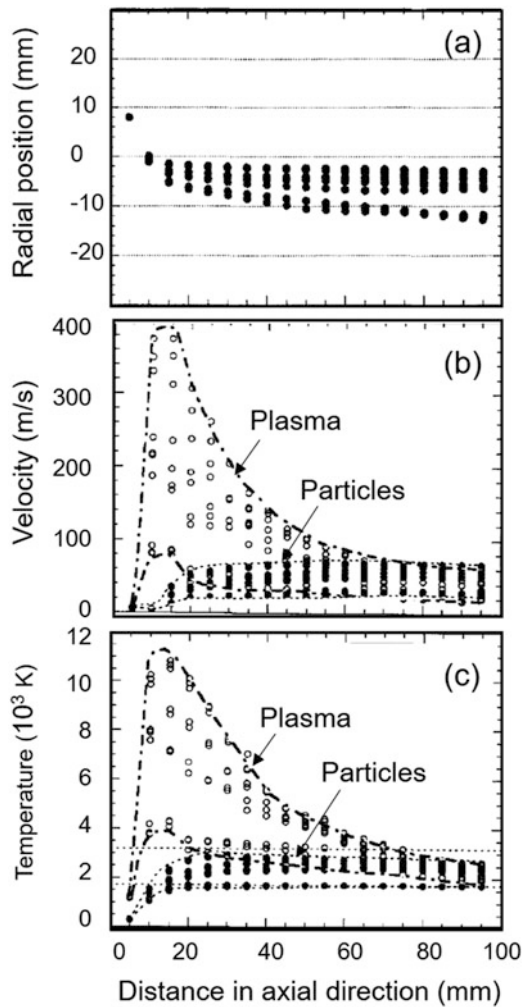 (a)
Radial position (mm)
20
10
0
-10
-20
(b)
Velocity (m/s)
400
300
200
100
0
Plasma
Particles
(c)
Temperature (10³ K)
12
10
8
6
4
2
0
Plasma
Particles
0 20 40 60 80 100
Distance in axial direction (mm)